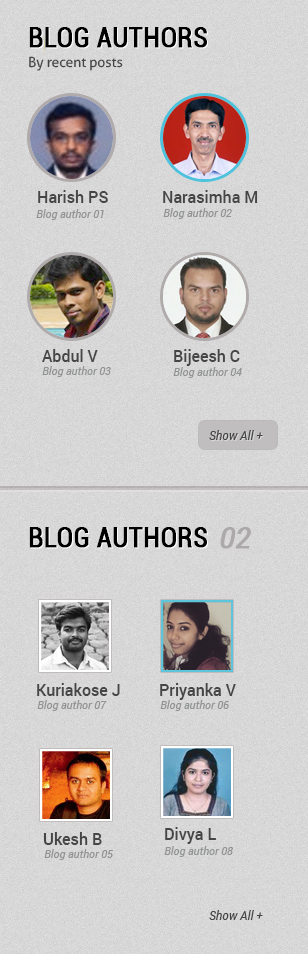 BLOG AUTHORS
By recent posts
Harish PS
Narasimha M
Blog author 01
Blog author 02
Abdul V
Bijeesh C
Blog author 03
Blog author 04
Show All +
BLOG AUTHORS 02
Kuriakose J
Priyanka V
Blog author 07
Blog author 06
Ukesh B
Divya L
Blog author 05
Blog author 08
Show All +